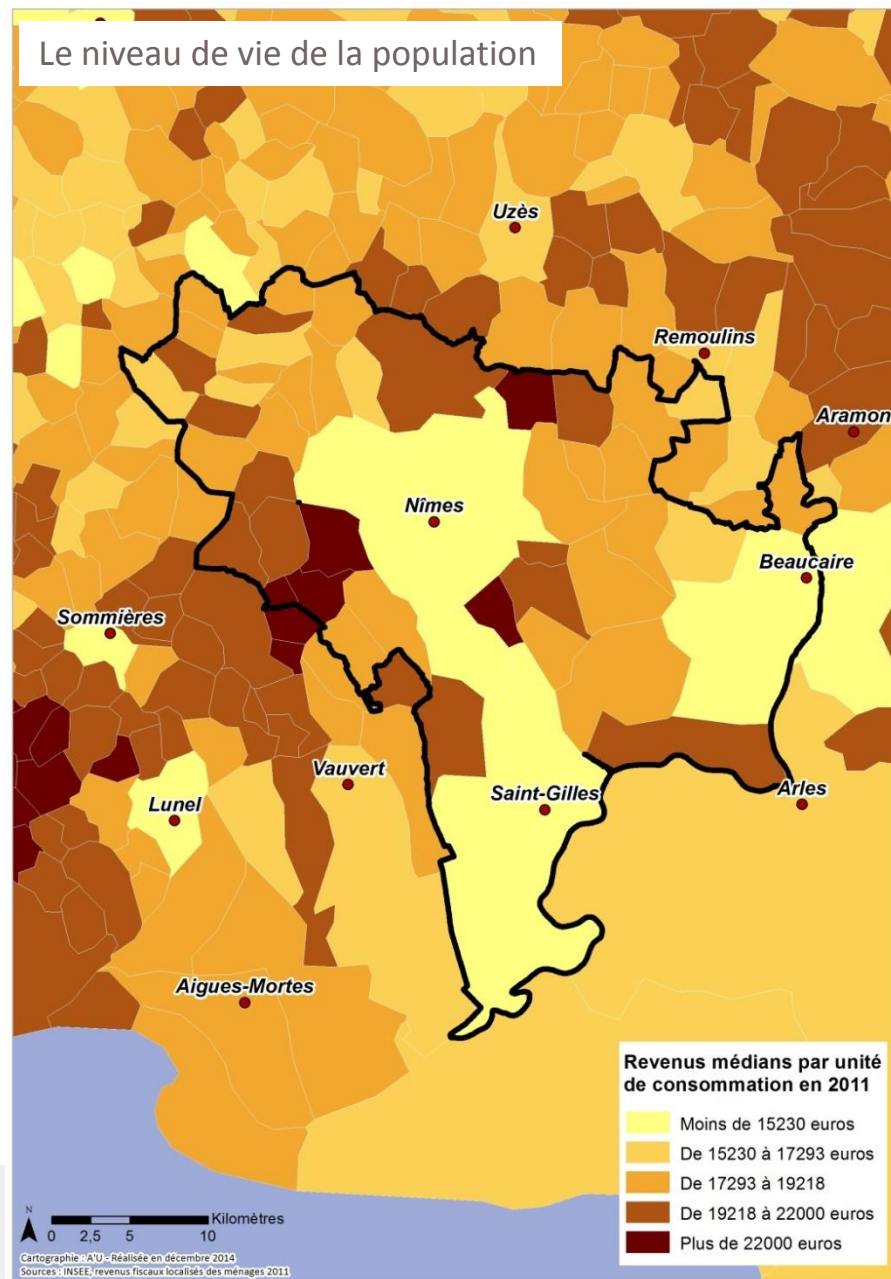 Le niveau de vie de la population
Uzès
Remoulins
Aramon
Nîmes
Beaucaire
Sommières
Vauvert
Lunel
Saint-Gilles
Arles
Aigues-Mortes
Revenus médians par unité
de consommation en 2011
Moins de 15230 euros
De 15230 à 17293 euros
De 17293 à 19218
De 19218 à 22000 euros
Plus de 22000 euros
N
Kilomètres
0 2,5 5 10
Cartographie : A'U - Réalisée en décembre 2014
Sources : INSEE, revenus fiscaux localisés des ménages 2011